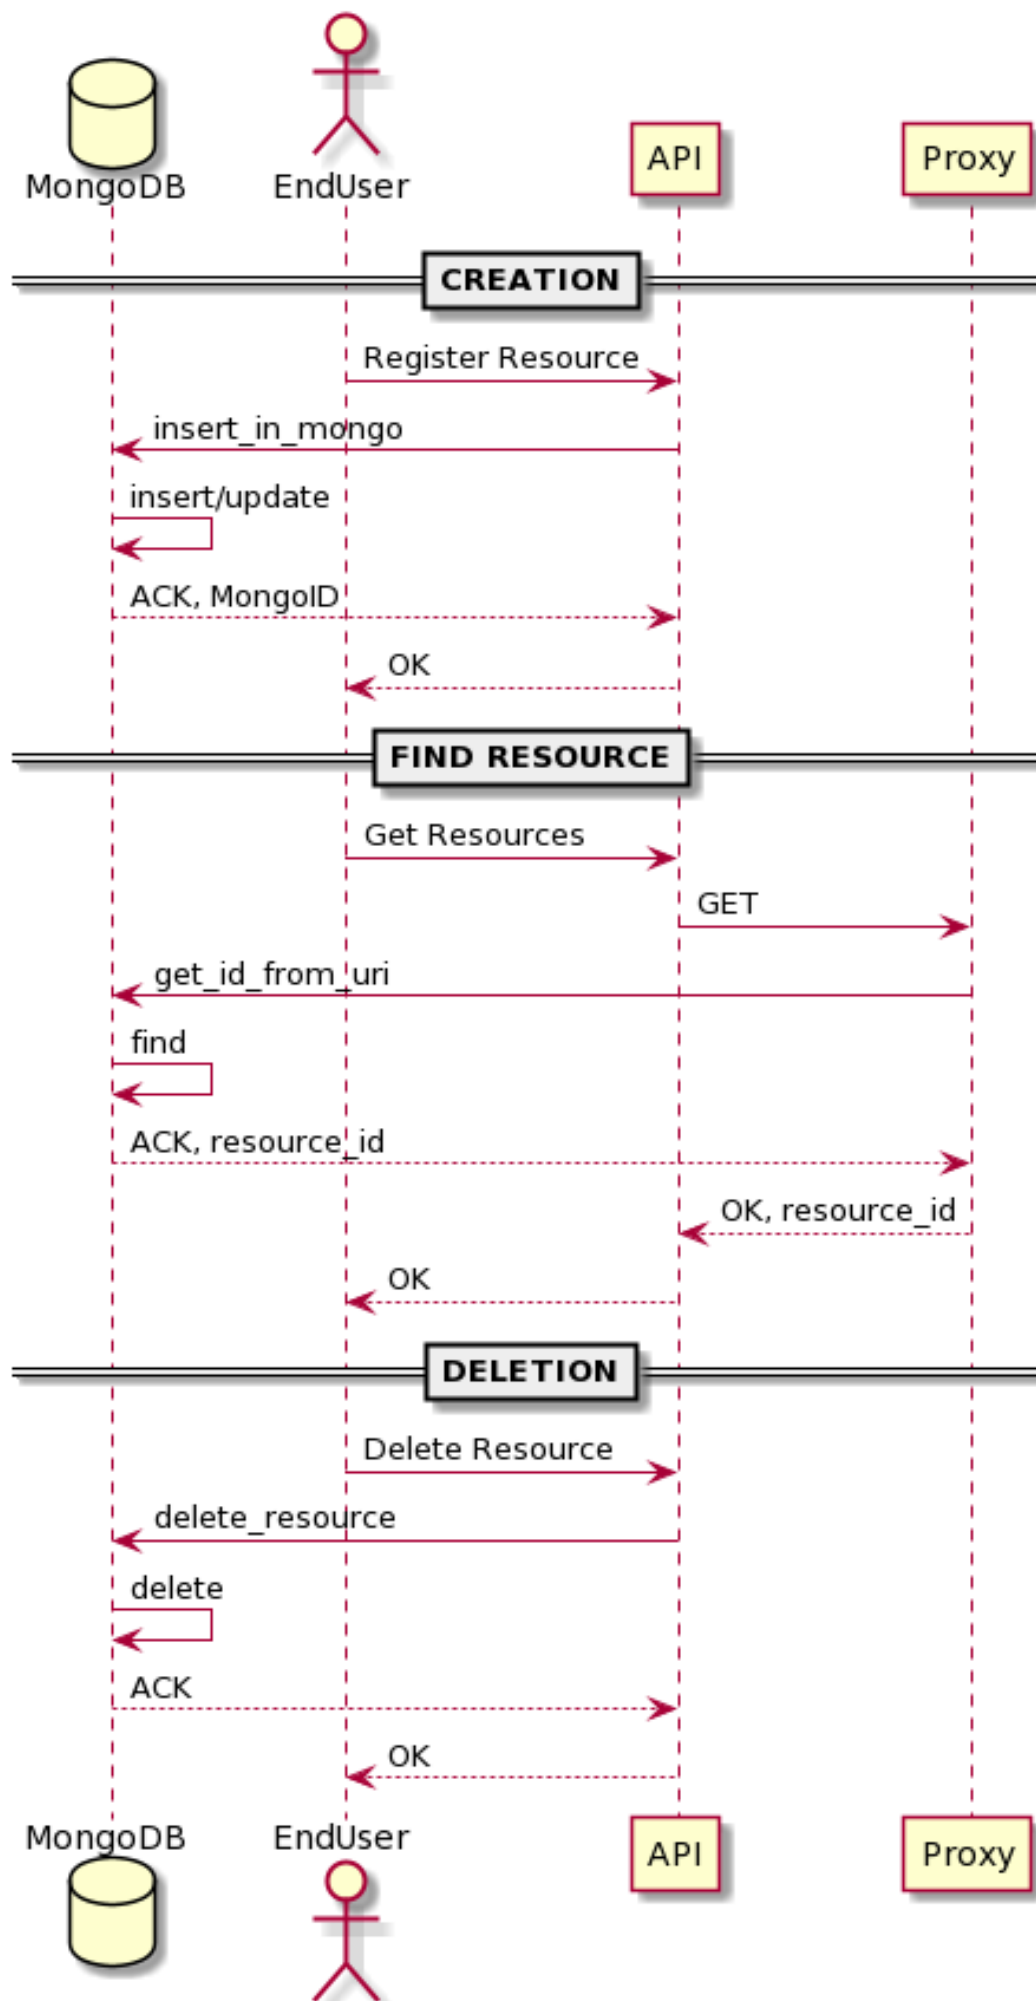 MongoDB
EndUser
API
Proxy
CREATION
Register Resource
insert_in_mongo
insert/update
ACK, MongoID
OK
FIND RESOURCE
Get Resources
GET
get_id_from_uri
find
ACK, resource_id
OK, resource_id
OK
DELETION
Delete Resource
delete_resource
delete
ACK
OK
MongoDB
EndUser
API
Proxy